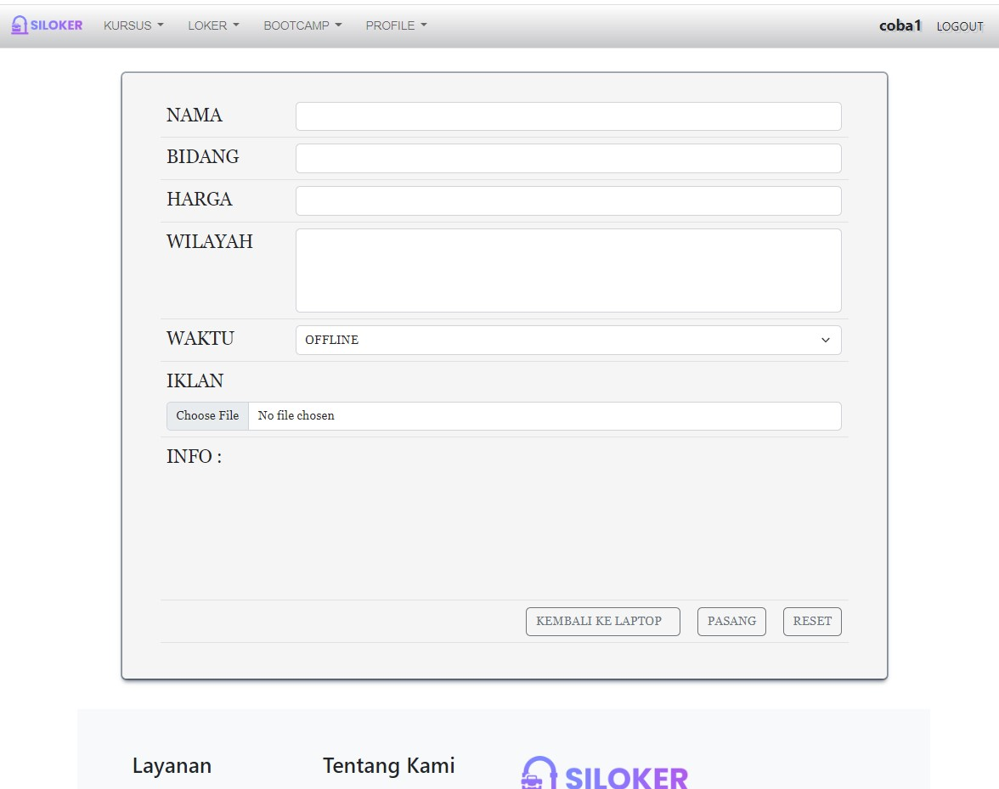 SILOKER KURSUS LOKER BOOTCAMP PROFILE coba1 LOGOUT
NAMA
BIDANG
HARGA
WILAYAH
WAKTU OFFLINE
IKLAN
Choose File No file chosen
INFO :
KEMBALI KE LAPTOP PASANG RESET
Layanan Tentang Kami SILOKER